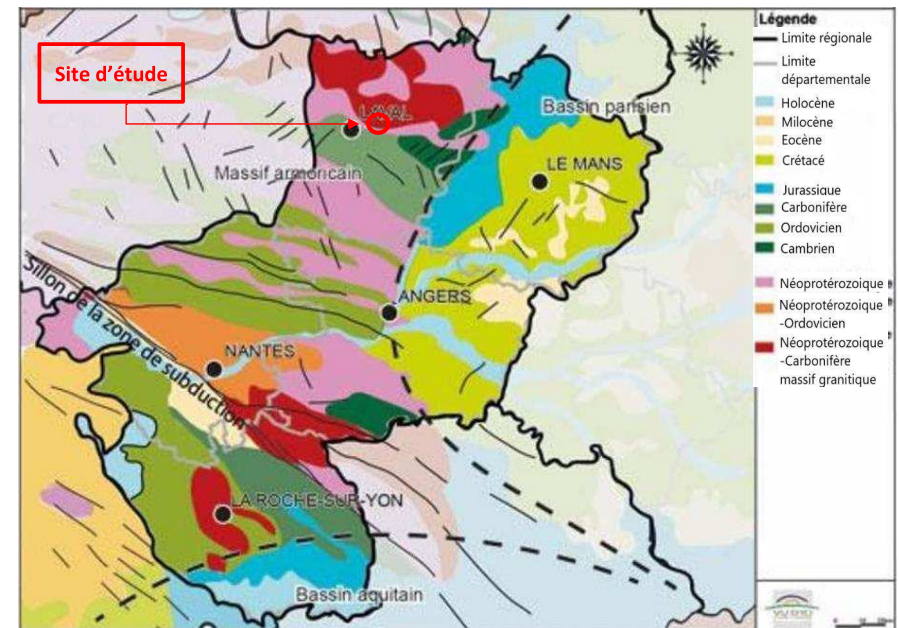 Site d'étude
LAVAL
Bassin parisien
LE MANS
Massif armoricain
ANGERS
Sillon de la zone de subduction
NANTES
LA ROCHE-SUR-YON
Bassin aquitain
Légende
Limite régionale
Limite
départementale
Holocène
Milocène
Eocène
Crétacé
Jurassique
Carbonifère
Ordovicien
Cambrien
Néoprotérozoique
Néoprotérozoique
-Ordovicien
Néoprotérozoique
-Carbonifère
massif granitique